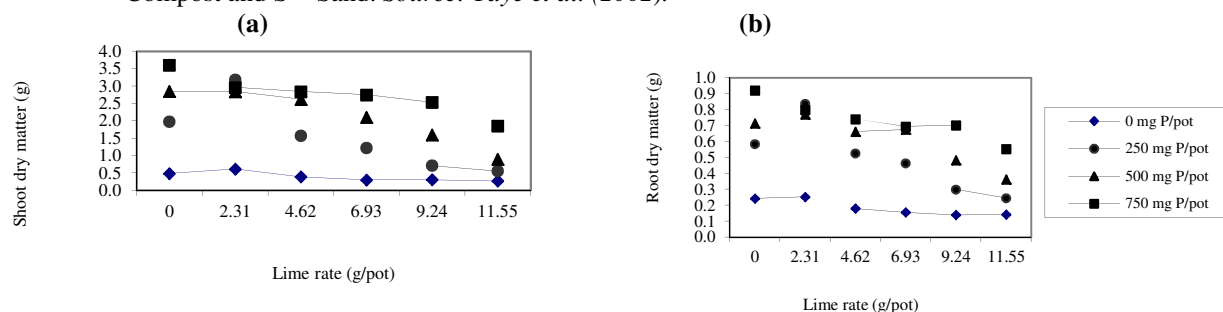 Compost and S = Sand. Source: Taye et al. (2002).
(a)
(b)
Shoot dry matter (g)
4.0
3.5
3.0
2.5
2.0
1.5
1.0
0.5
0.0
0 2.31 4.62 6.93 9.24 11.55
Lime rate (g/pot)
Root dry matter (g)
1.0
0.9
0.8
0.7
0.6
0.5
0.4
0.3
0.2
0.1
0.0
0 2.31 4.62 6.93 9.24 11.55
Lime rate (g/pot)
0 mg P/pot
250 mg P/pot
500 mg P/pot
750 mg P/pot